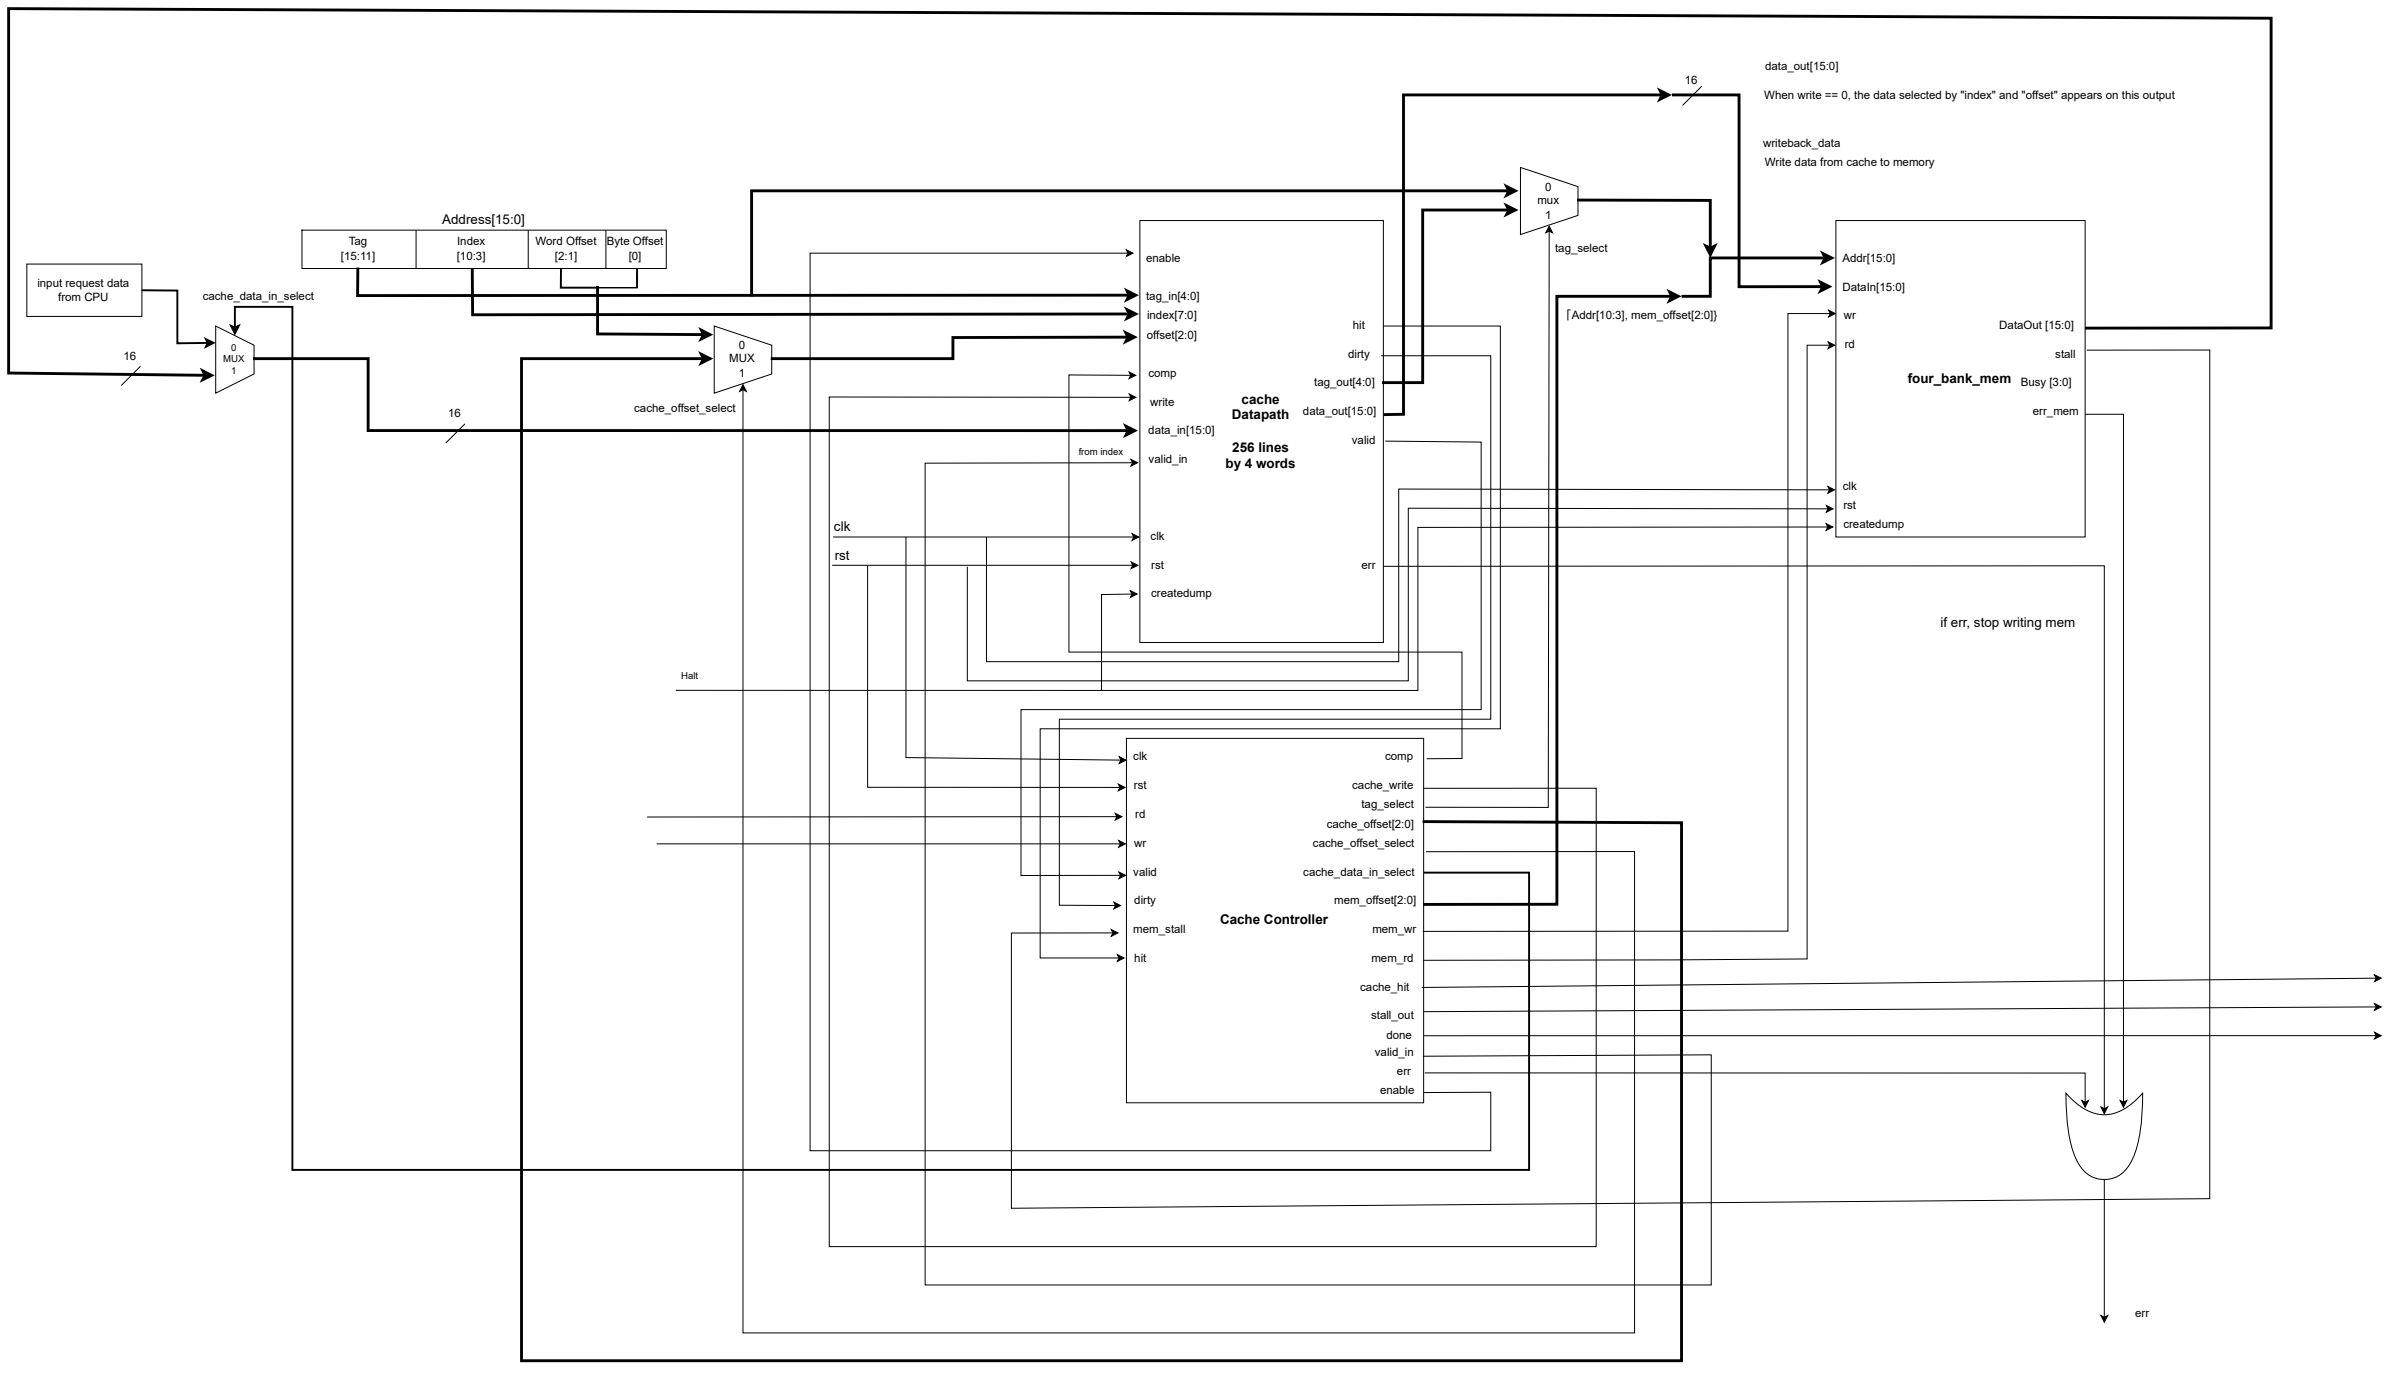 16
data_out[15:0]
When write == 0, the data selected by "index" and "offset" appears on this output
writeback_data
Write data from cache to memory
0
mux
1
tag_select
Address[15:0]
Tag
[15:11]
Index
[10:3]
Word Offset
[2:1]
Byte Offset
[0]
input request data
from CPU
cache_data_in_select
0
MUX
1
16
16
0
MUX
1
cache_offset_select
enable
tag_in[4:0]
index[7:0]
offset[2:0]
comp
write
data_in[15:0]
from index
valid_in
clk
clk
rst
rst
createdump
cache
Datapath
256 lines
by 4 words
hit
dirty
tag_out[4:0]
data_out[15:0]
valid
err
Addr[10:3], mem_offset[2:0]}
Addr[15:0]
DataIn[15:0]
wr
rd
DataOut [15:0]
stall
four_bank_mem
Busy [3:0]
err_mem
clk
rst
createdump
if err, stop writing mem
Halt
clk
rst
rd
wr
valid
dirty
mem_stall
hit
Cache Controller
comp
cache_write
tag_select
cache_offset[2:0]
cache_offset_select
cache_data_in_select
mem_offset[2:0]
mem_wr
mem_rd
cache_hit
stall_out
done
valid_in
err
enable
err